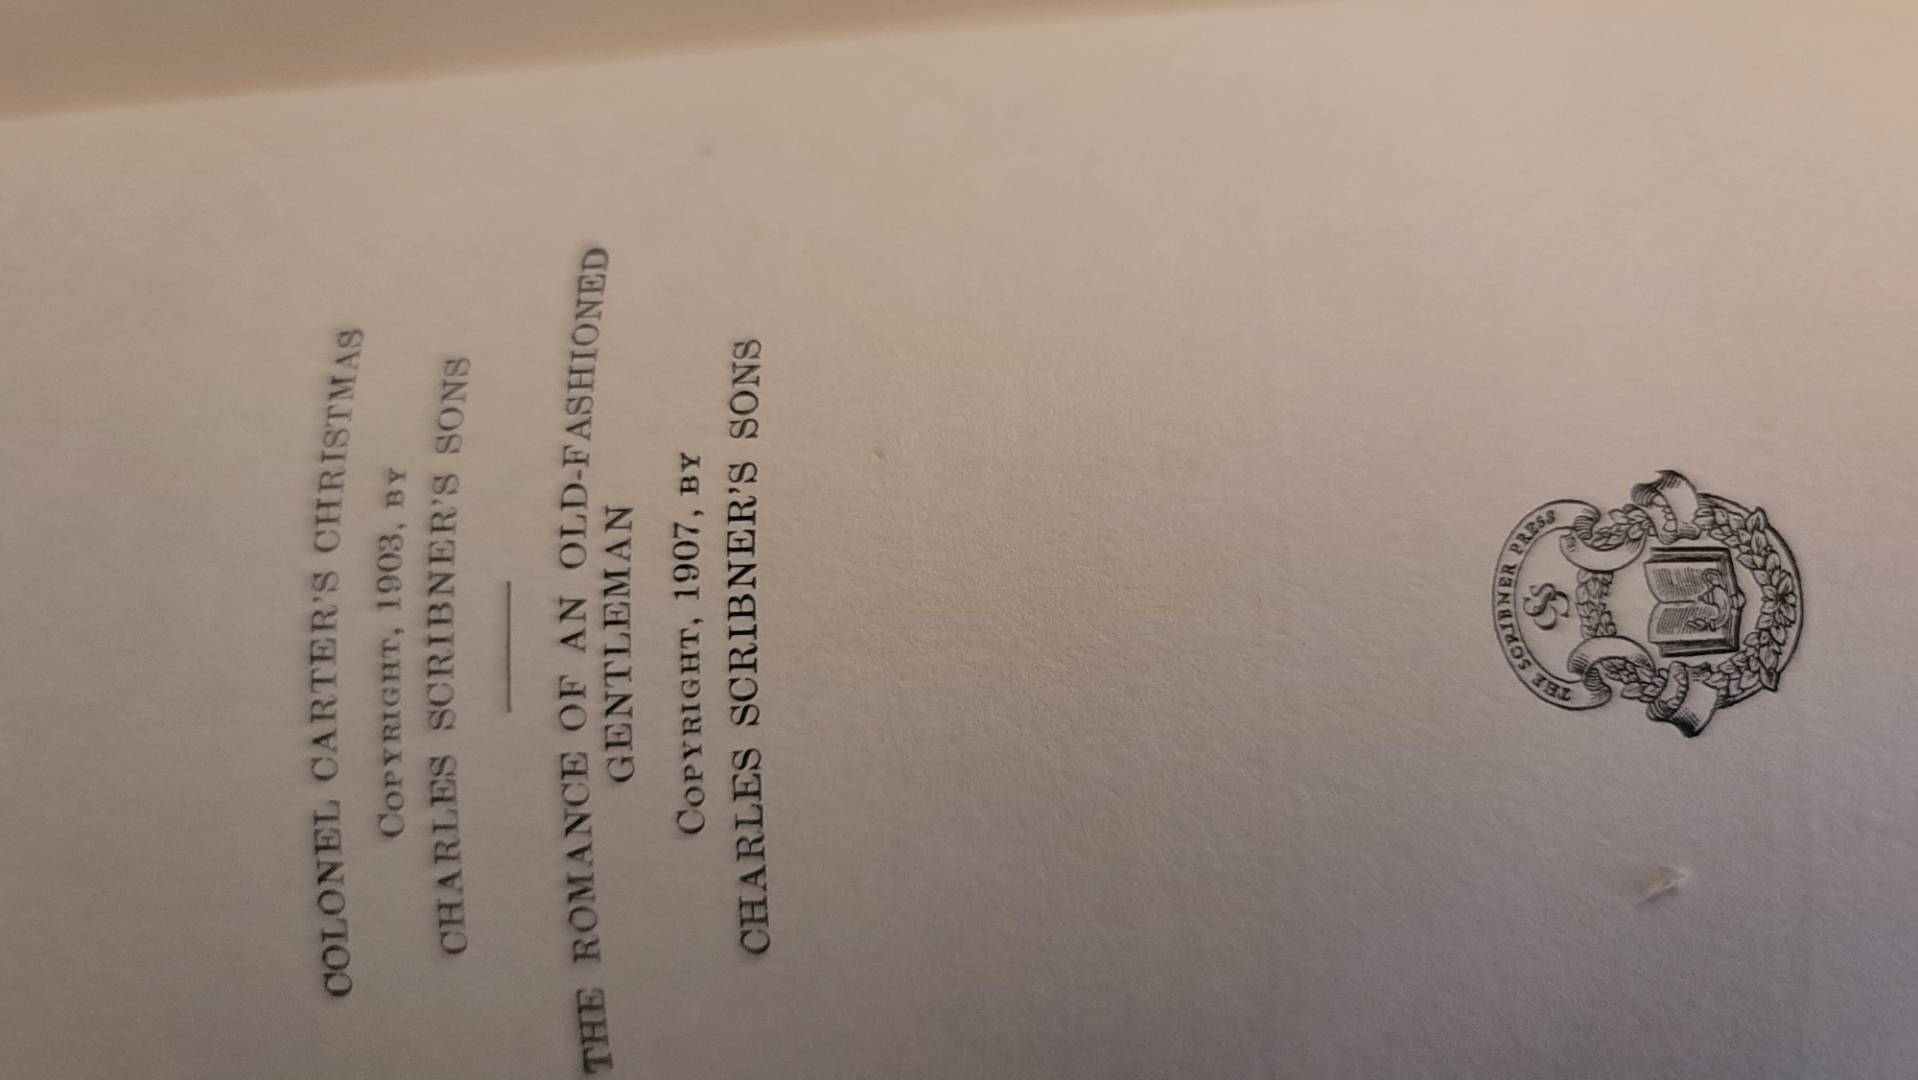 COLONEL CARTER'S CHRISTMAS
COPYRIGHT, 1903, BY
CHARLES SCRIBNER'S SONS
THE ROMANCE OF AN OLD-FASHIONED
GENTLEMAN
COPYRIGHT, 1907, BY
CHARLES SCRIBNER'S SONS
THE SCRIBNER PRESS